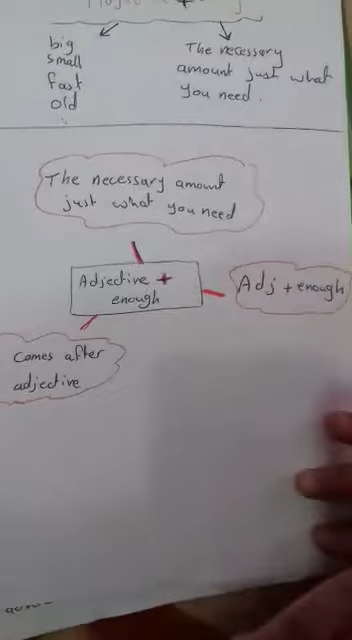 big
small
fast
old
The necessary
amount just what
you need.
The necessary amount
just what you need
Adjective +
enough
Adj + enough
Comes after
adjective